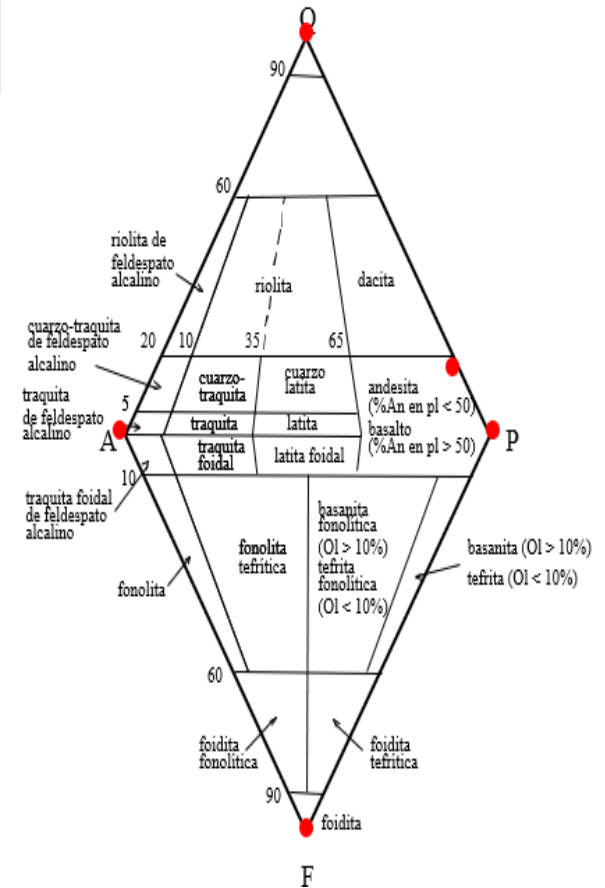 Q
90
60
riolita de
feldespato
alcalino
riolita
dacita
cuarzo-traquita
de feldespato
alcalino
20
10
35
65
cuarzo-
traquita
cuarzo
latita
andesita
(%An en pl < 50)
basalto
(%An en pl > 50)
traquita
de feldespato
alcalino
5
traquita
latita
A
P
traquita
foidal
latita foidal
10
traquita foidal
de feldespato
alcalino
fonolita
fonolita
tefrítica
basanita
fonolítica
(Ol > 10%)
tefrita
fonolítica
(Ol < 10%)
basanita (Ol > 10%)
tefrita (Ol < 10%)
60
foidita
fonolítica
foidita
tefrítica
90
foidita
F